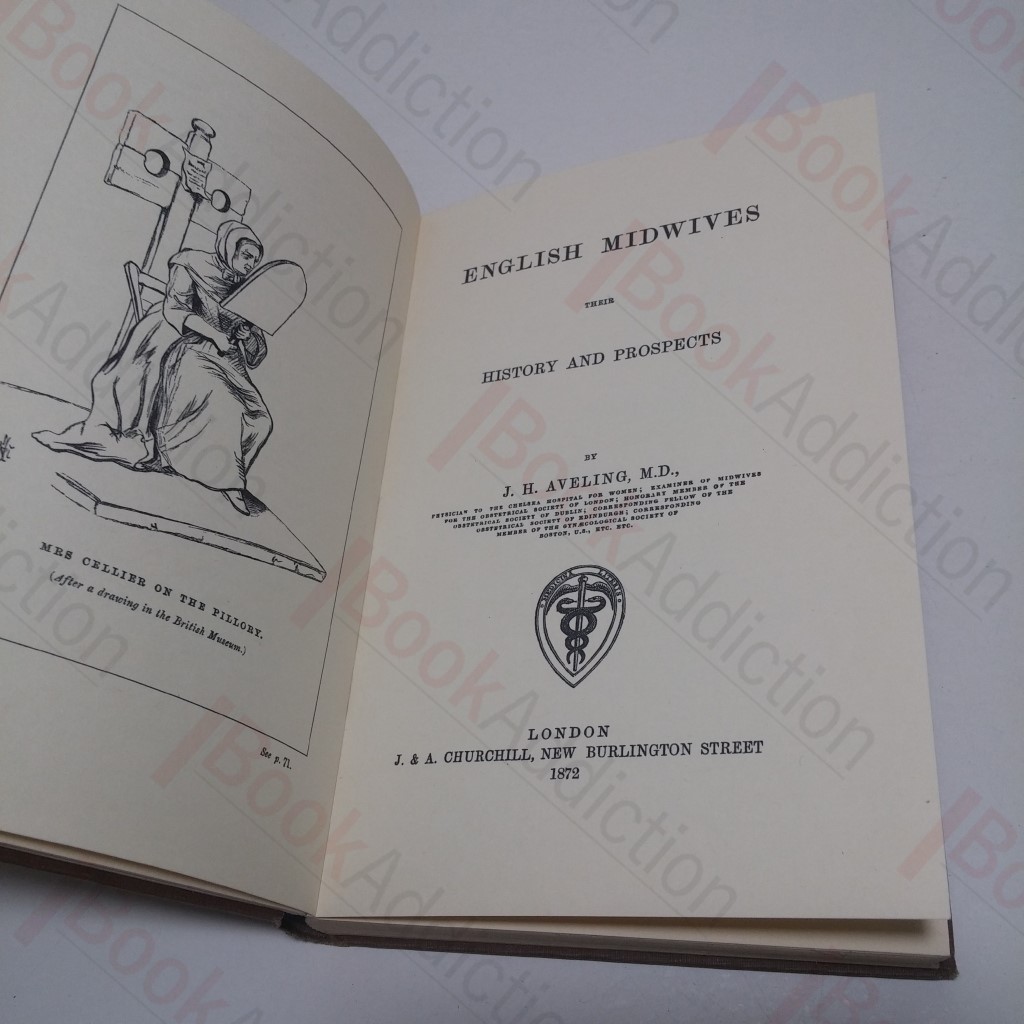 MRS CELLIER ON THE PILLORY.
(After a drawing in the British Museum.)
See p. 71.
ENGLISH MIDWIVES
THEIR
HISTORY AND PROSPECTS
BY
J. H. AVELING, M.D.,
PHYSICIAN TO THE CHELSEA HOSPITAL FOR WOMEN; EXAMINER OF MIDWIVES
FOR THE OBSTETRICAL SOCIETY OF LONDON; HONORARY MEMBER OF THE
OBSTETRICAL SOCIETY OF DUBLIN; CORRESPONDING FELLOW OF THE
OBSTETRICAL SOCIETY OF EDINBURGH; CORRESPONDING
MEMBER OF THE GYNÆCOLOGICAL SOCIETY OF
BOSTON, U.S., ETC. ETC.
MEDICINA LITERIS
LONDON
J. & A. CHURCHILL, NEW BURLINGTON STREET
1872
BookAddiction